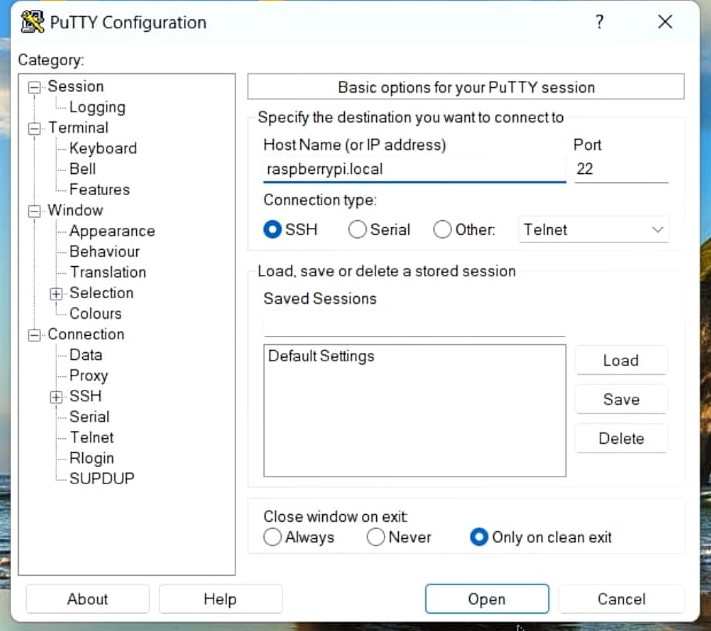 PuTTY Configuration
?
Category:
Session
Logging
Terminal
Keyboard
Bell
Features
Window
Appearance
Behaviour
Translation
Selection
Colours
Connection
Data
Proxy
SSH
Serial
Telnet
Rlogin
SUPDUP
Basic options for your PuTTY session
Specify the destination you want to connect to
Host Name (or IP address) Port
raspberrypi.local 22
Connection type:
SSH Serial Other: Telnet
Load, save or delete a stored session
Saved Sessions
Default Settings
Load
Save
Delete
Close window on exit:
Always Never Only on clean exit
About Help Open Cancel